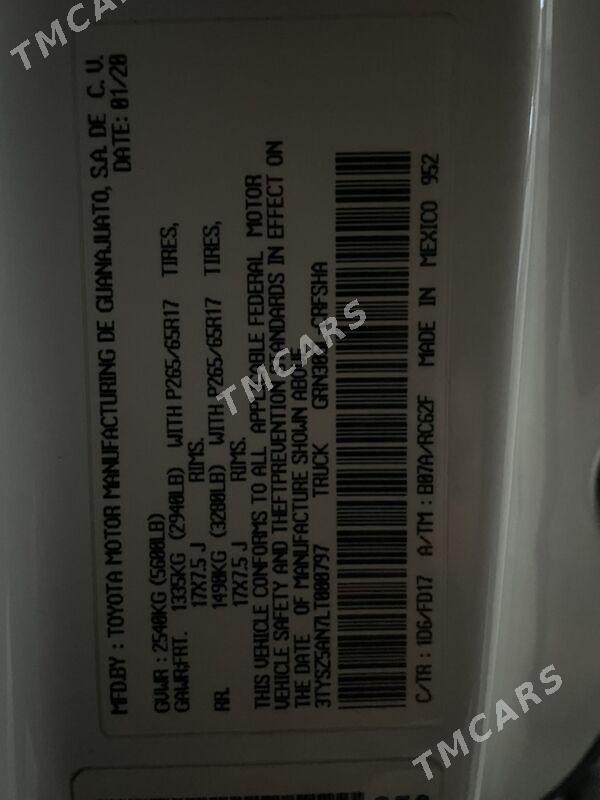 MFD.BY : TOYOTA MOTOR MANUFACTURING DE GUANAJUATO, S.A. DE C. V.
DATE: 01/20
GVWR : 2540KG (5600LB)
GAWR:FRT. 1335KG (2940LB) WITH P265/65R17 TIRES,
17X7.5 J RIMS.
RR. 1490KG (3280LB) WITH P265/65R17 TIRES,
17X7.5 J RIMS.
THIS VEHICLE CONFORMS TO ALL APPLICABLE FEDERAL MOTOR
VEHICLE SAFETY AND THEFTPREVENTION STANDARDS IN EFFECT ON
THE DATE OF MANUFACTURE SHOWN ABOVE
3TYSZ5AN7LT000797 TRUCK CRFSHA
C/TR : 1D6/FD17 A/TM : B07A/RC62F MADE IN MEXICO 952
TMCARS
TMCARS
TMCARS